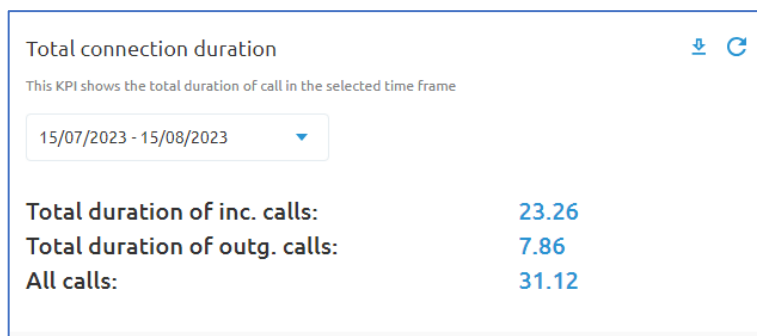 Total connection duration
This KPI shows the total duration of call in the selected time frame
15/07/2023 - 15/08/2023
Total duration of inc. calls: 23.26
Total duration of outg. calls: 7.86
All calls: 31.12